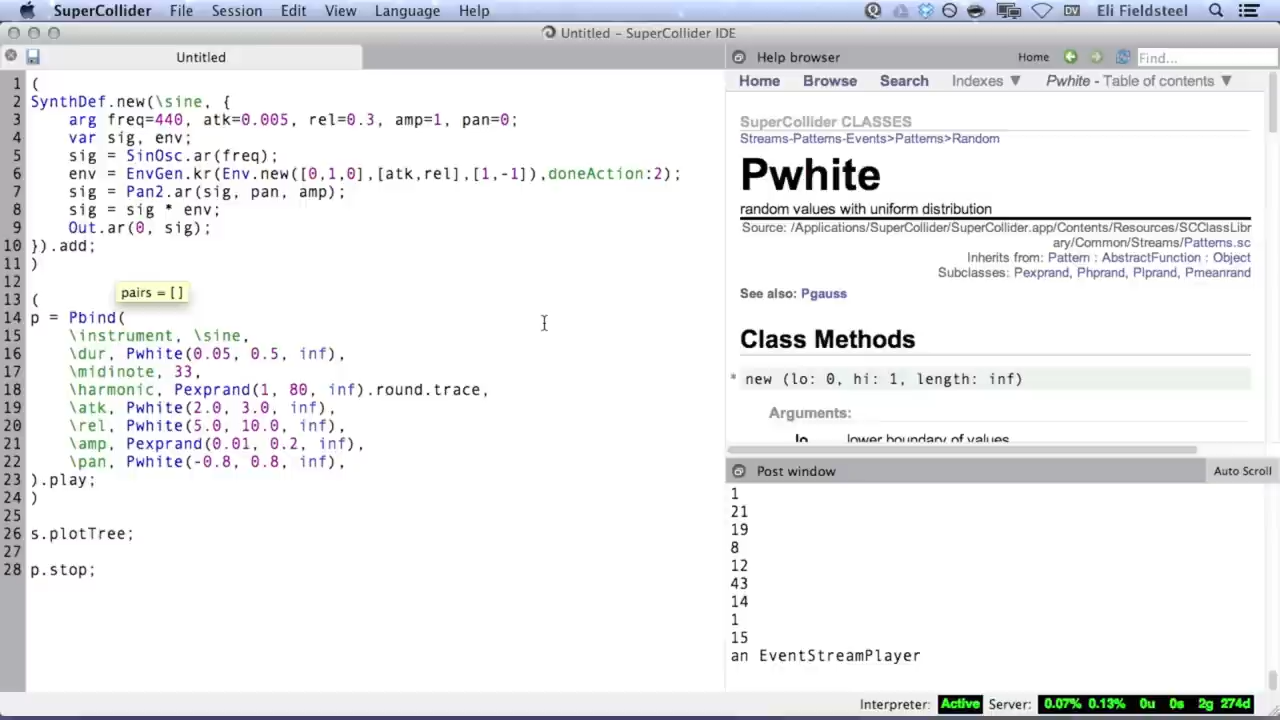 SuperCollider File Session Edit View Language Help Eli Fieldsteel
Untitled – SuperCollider IDE
Untitled
1 (
2 SynthDef.new(\sine, {
3 arg freq=440, atk=0.005, rel=0.3, amp=1, pan=0;
4 var sig, env;
5 sig = SinOsc.ar(freq);
6 env = EnvGen.kr(Env.new([0,1,0],[atk,rel],[1,-1]),doneAction:2);
7 sig = Pan2.ar(sig, pan, amp);
8 sig = sig * env;
9 Out.ar(0, sig);
10 }).add;
11 )
12
pairs = []
13 (
14 p = Pbind(
15 \instrument, \sine,
16 \dur, Pwhite(0.05, 0.5, inf),
17 \midinote, 33,
18 \harmonic, Pexprand(1, 80, inf).round.trace,
19 \atk, Pwhite(2.0, 3.0, inf),
20 \rel, Pwhite(5.0, 10.0, inf),
21 \amp, Pexprand(0.01, 0.2, inf),
22 \pan, Pwhite(-0.8, 0.8, inf),
23 ).play;
24 )
25
26 s.plotTree;
27
28 p.stop;
Help browser Home Find...
Home Browse Search Indexes ▼ Pwhite - Table of contents ▼
SuperCollider CLASSES
Streams-Patterns-Events>Patterns>Random
Pwhite
random values with uniform distribution
Source: /Applications/SuperCollider/SuperCollider.app/Contents/Resources/SCClassLibr
ary/Common/Streams/Patterns.sc
Inherits from: Pattern : AbstractFunction : Object
Subclasses: Pexprand, Phprand, Plprand, Pmeanrand
See also: Pgauss
Class Methods
* new (lo: 0, hi: 1, length: inf)
Arguments:
lo lower boundary of values
Post window Auto Scroll
1
21
19
8
12
43
14
1
15
an EventStreamPlayer
Interpreter: Active Server: 0.07% 0.13% 0u 0s 2g 274d